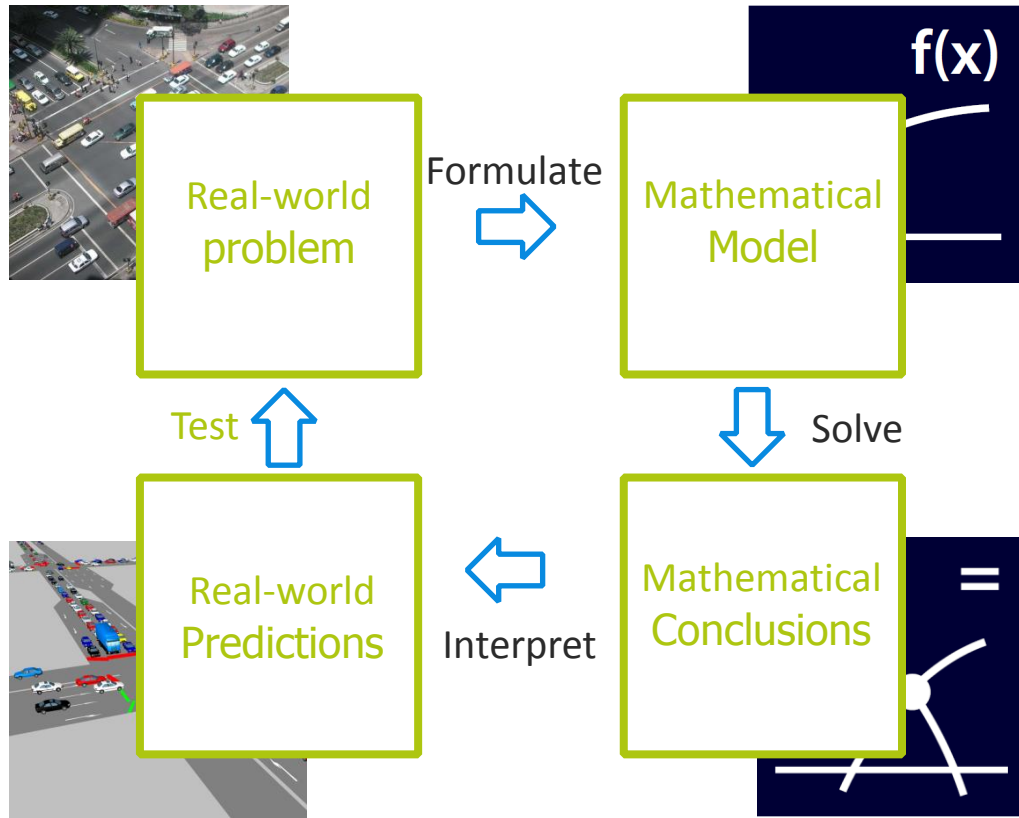 f(x)
Real-world
problem
Formulate
Mathematical
Model
Test
Solve
Real-world
Predictions
Interpret
Mathematical
Conclusions
=